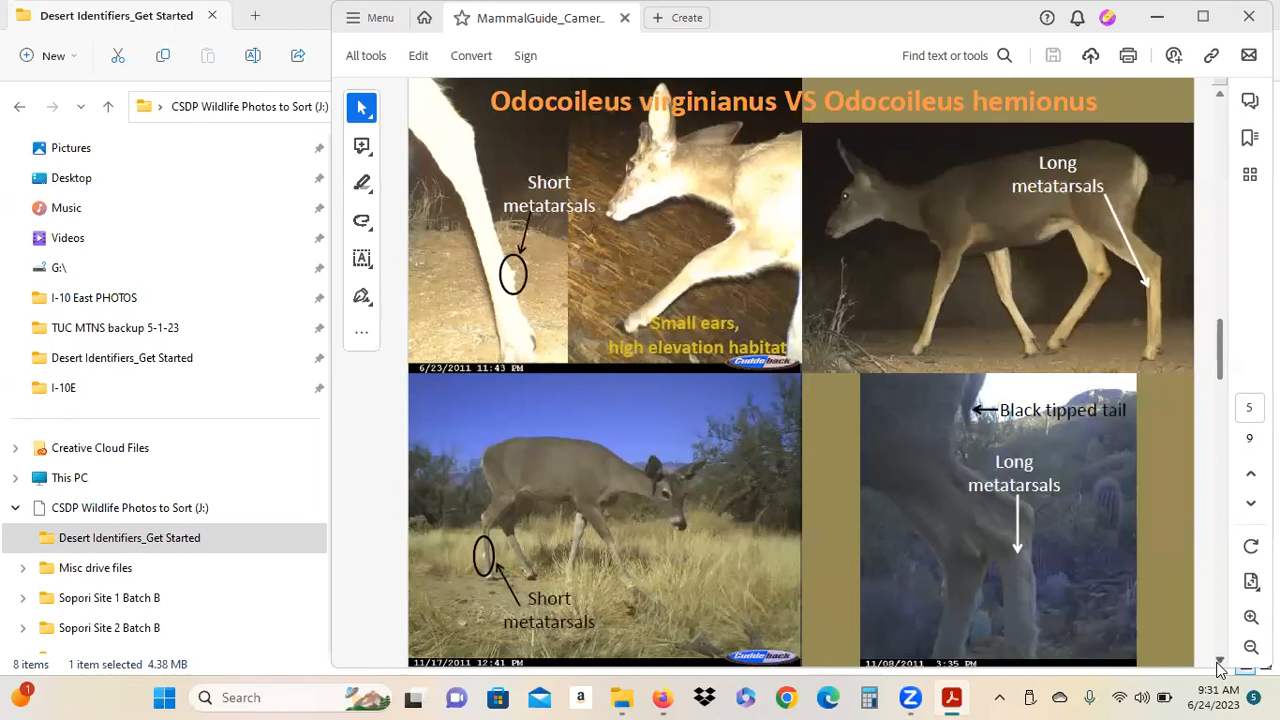 Desert Identifiers_Get Started
New
CSDP Wildlife Photos to Sort (J:)
Pictures
Desktop
Music
Videos
G:\
I-10 East PHOTOS
TUC MTNS backup 5-1-23
Desert Identifiers_Get Started
I-10E
Creative Cloud Files
This PC
CSDP Wildlife Photos to Sort (J:)
Desert Identifiers_Get Started
Misc drive files
Sopori Site 1 Batch B
Sopori Site 2 Batch B
8 items
1 item selected 4.38 MB
Menu
MammalGuide_Camer...
Create
All tools
Edit
Convert
Sign
Find text or tools
Odocoileus virginianus VS Odocoileus hemionus
Short
metatarsals
Small ears,
high elevation habitat
Cuddeback
6/23/2011 11:43 PM
Long
metatarsals
Short
metatarsals
Cuddeback
11/17/2011 12:41 PM
Black tipped tail
Long
metatarsals
11/08/2011 3:35 PM
5
9
1
Search
a
9:31 AM
6/24/2023
5